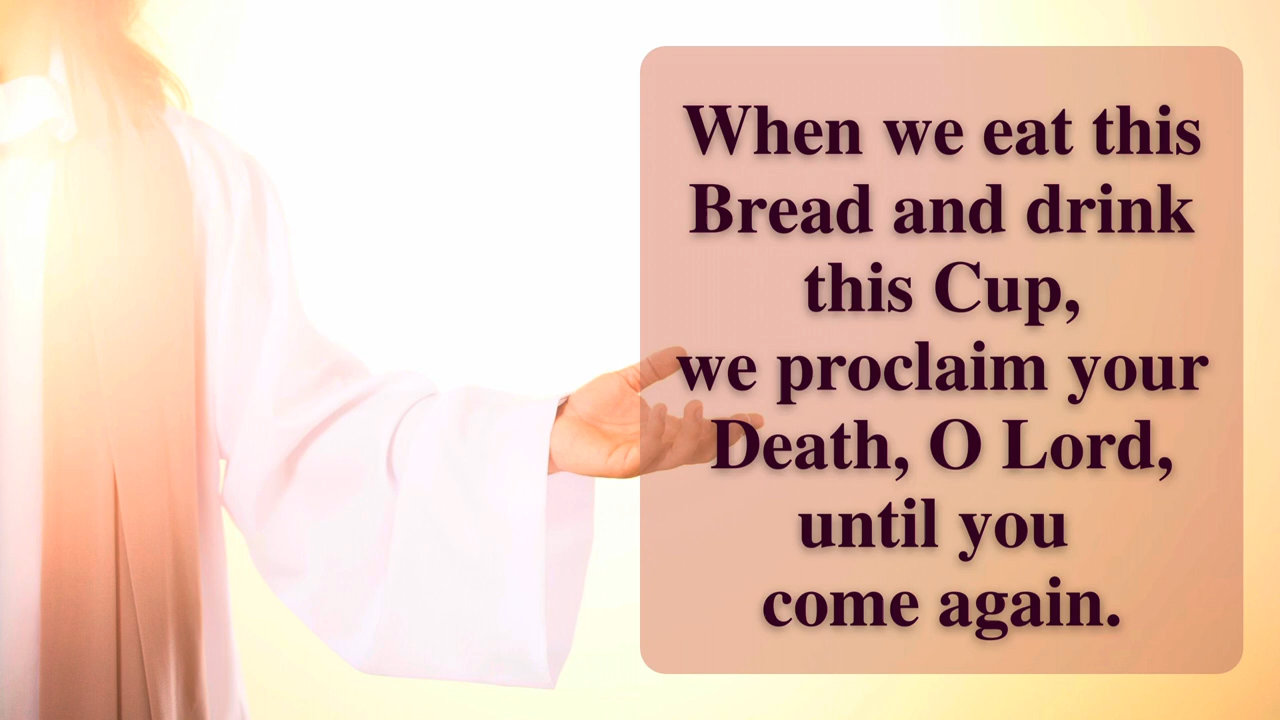 When we eat this
Bread and drink
this Cup,
we proclaim your
Death, O Lord,
until you
come again.